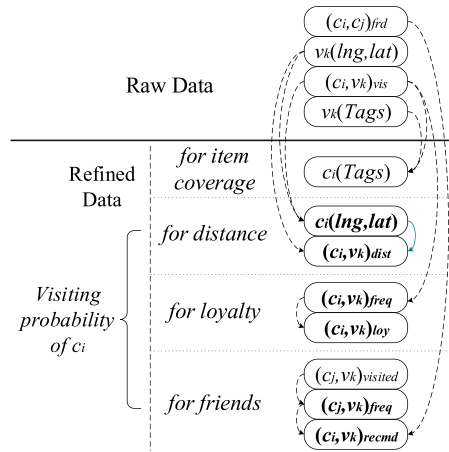 (ci,cj)frd
vk(lng,lat)
Raw Data
(ci,vk)vis
vk(Tags)
for item
coverage
ci(Tags)
Refined
Data
ci(lng,lat)
for distance
(ci,vk)dist
Visiting
probability
of ci
for loyalty
(ci,vk)freq
(ci,vk)loy
(cj,vk)visited
for friends
(cj,vk)freq
(ci,vk)recmd